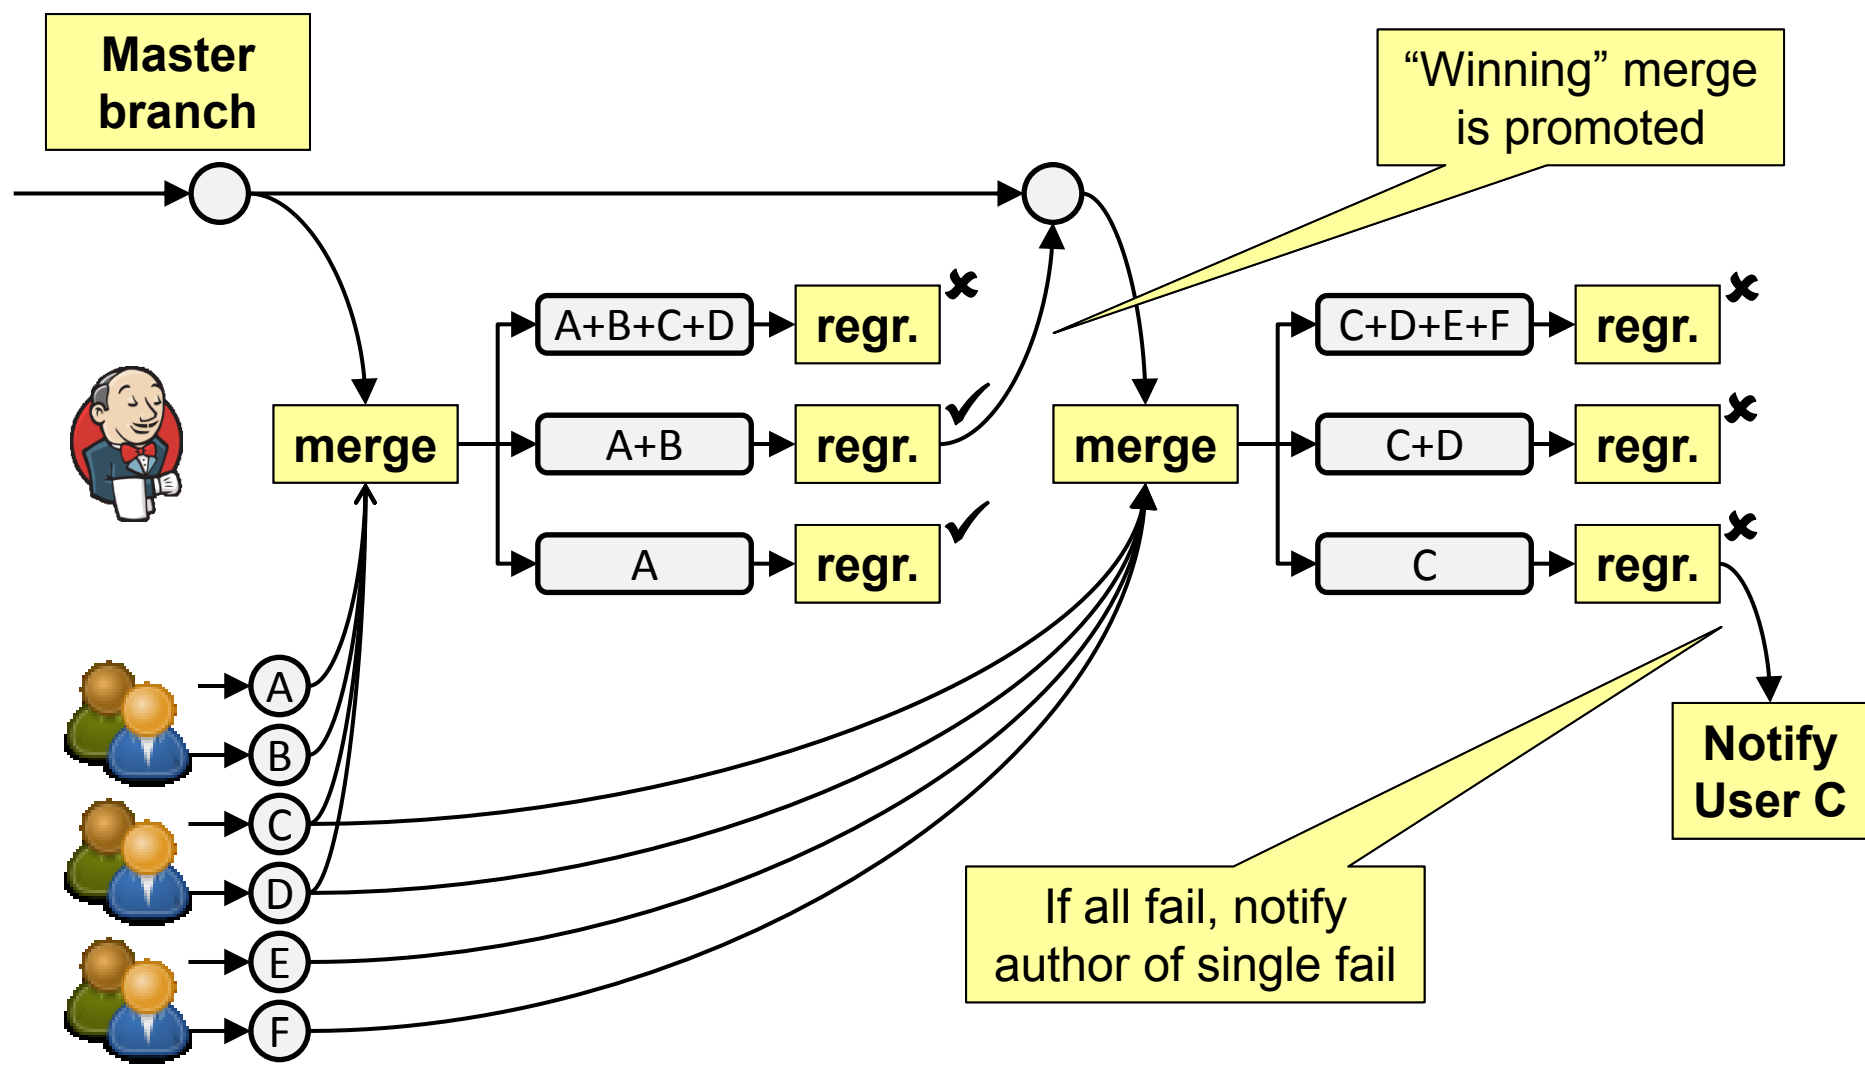 Master
branch
“Winning” merge
is promoted
A+B+C+D
regr.
C+D+E+F
regr.
merge
A+B
regr.
merge
C+D
regr.
A
regr.
C
regr.
A
B
C
D
E
F
Notify
User C
If all fail, notify
author of single fail